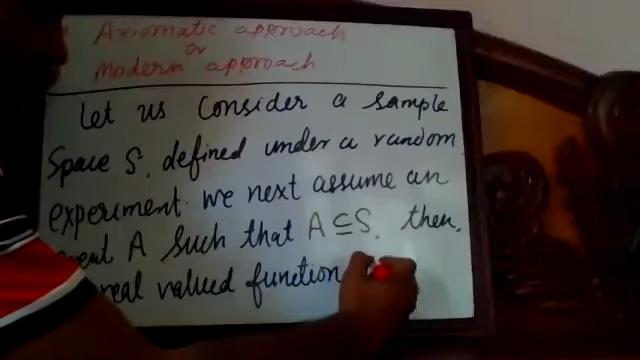 Axiomatic approach
or
Modern approach
Let us consider a sample
Space S, defined under a random
experiment. we next assume an
A such that A ⊆ S, then,
real valued function